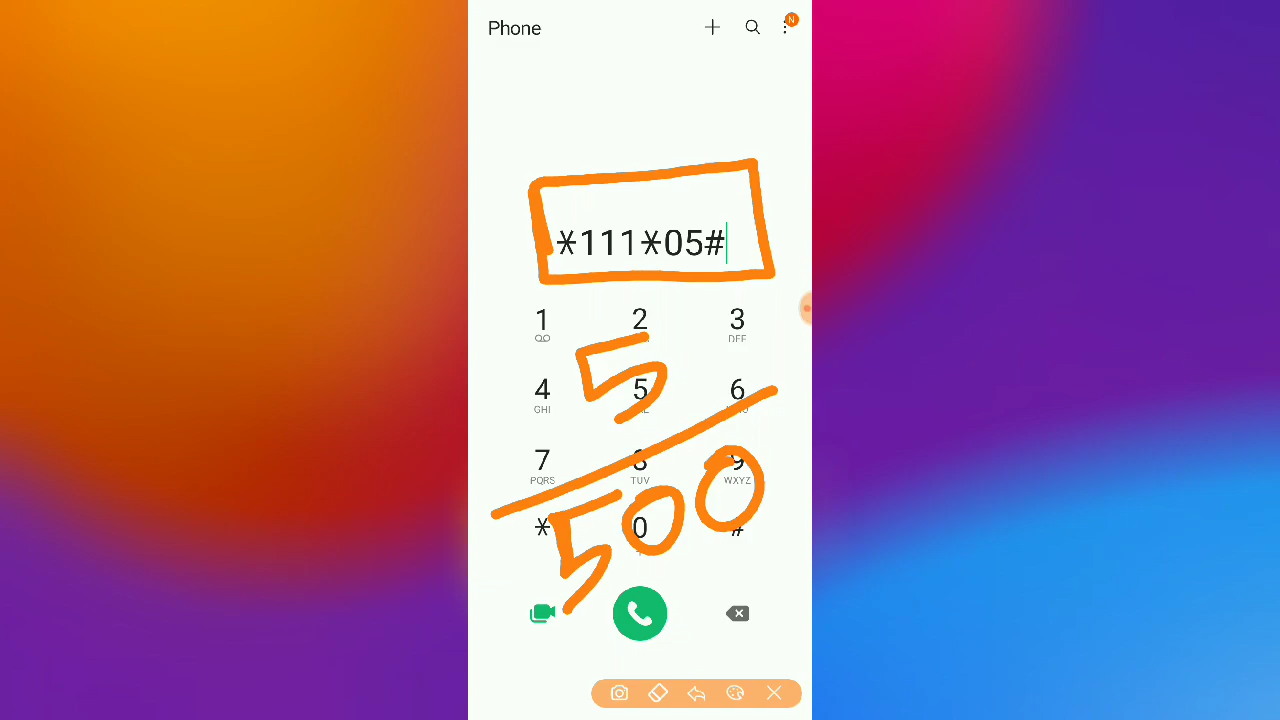 Phone
N
*111*05#
1 2 3
DEF
5
4 5 6
GHI
7 8 9
PQRS TUV WXYZ
500
* 0 #